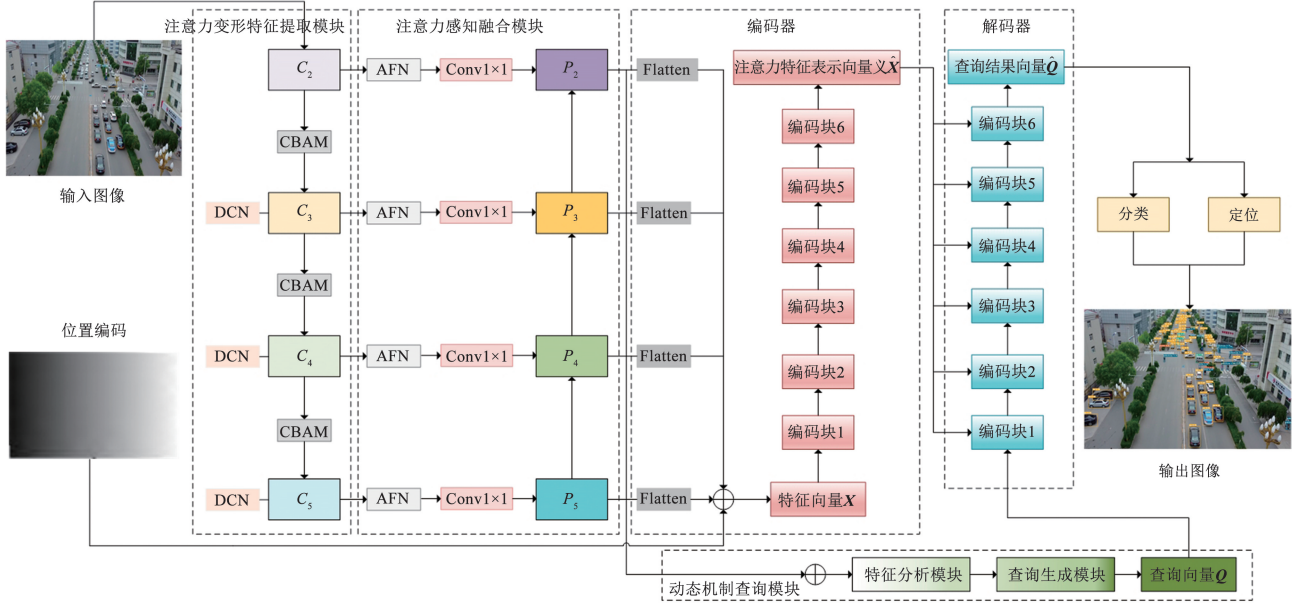 注意力变形特征提取模块
注意力感知融合模块
编码器
解码器
输入图像
位置编码
C2
CBAM
DCN
C3
CBAM
DCN
C4
CBAM
DCN
C5
AFN
Conv1×1
P2
AFN
Conv1×1
P3
AFN
Conv1×1
P4
AFN
Conv1×1
P5
Flatten
Flatten
Flatten
Flatten
注意力特征表示向量义Ẋ
编码块6
编码块5
编码块4
编码块3
编码块2
编码块1
特征向量X
查询结果向量Q̇
编码块6
编码块5
编码块4
编码块3
编码块2
编码块1
分类
定位
输出图像
动态机制查询模块
特征分析模块
查询生成模块
查询向量Q